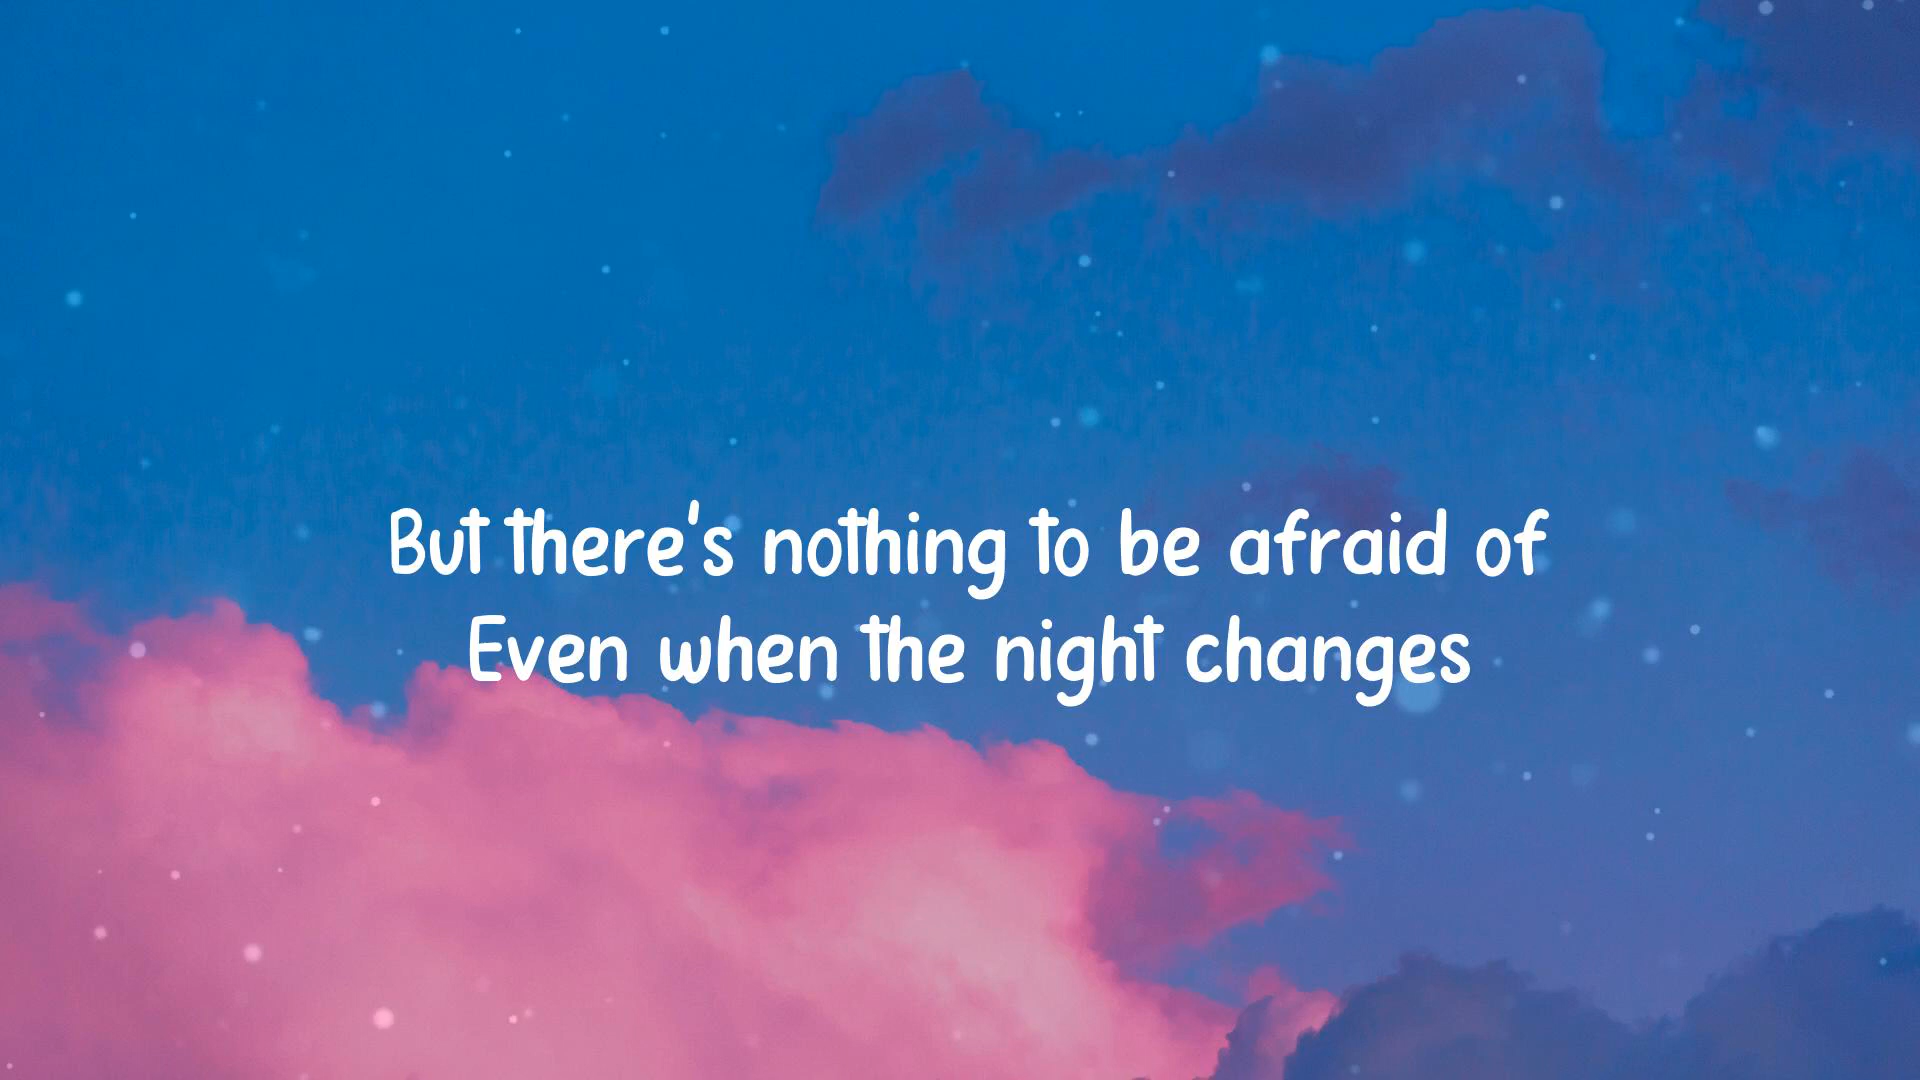 But there's nothing to be afraid of
Even when the night changes